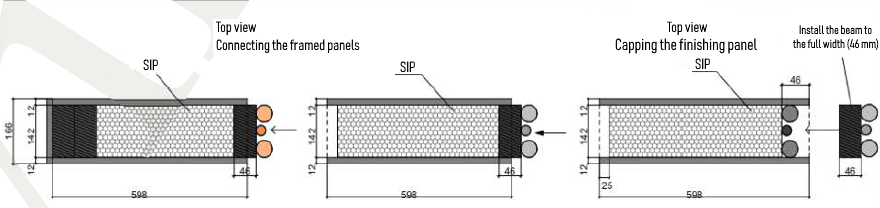 Top view
Connecting the framed panels
SIP
12
142
12
166
46
598
SIP
12
142
12
46
598
Top view
Capping the finishing panel
SIP
46
12
142
12
25
598
Install the beam to
the full width (46 mm)
46